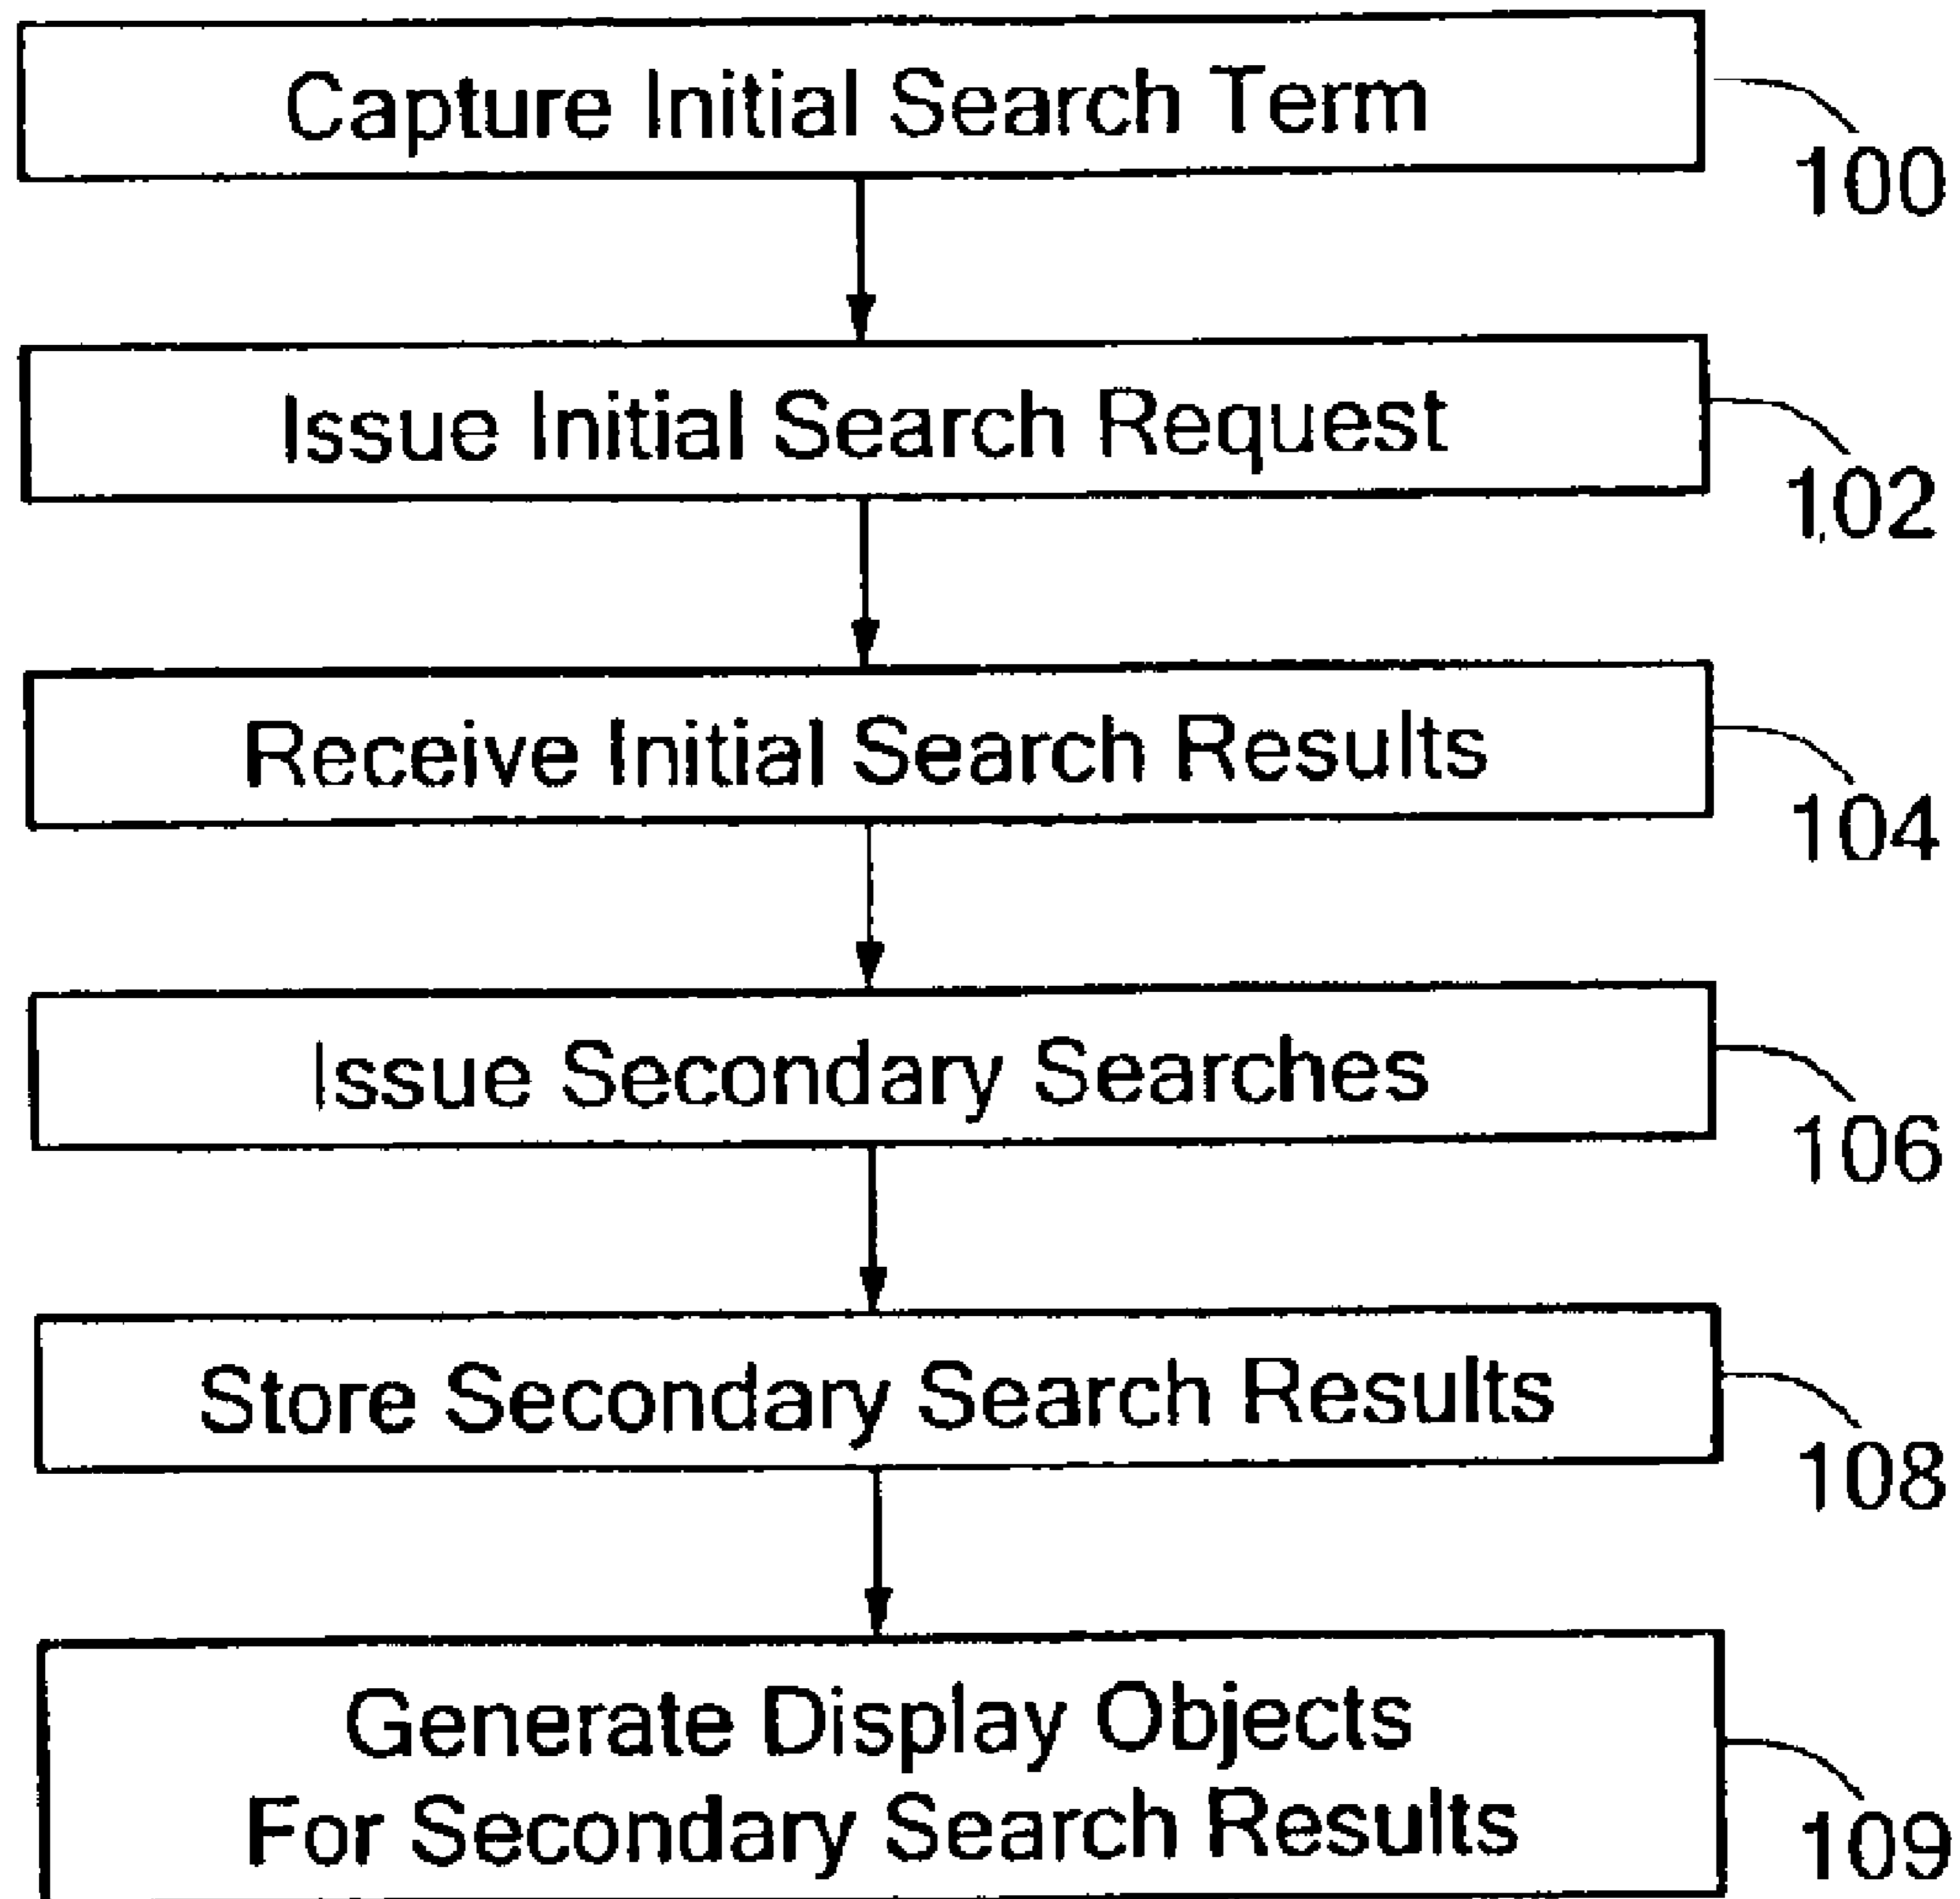 Capture Initial Search Term
100
Issue Initial Search Request
102
Receive Initial Search Results
104
Issue Secondary Searches
106
Store Secondary Search Results
108
Generate Display Objects
For Secondary Search Results
109